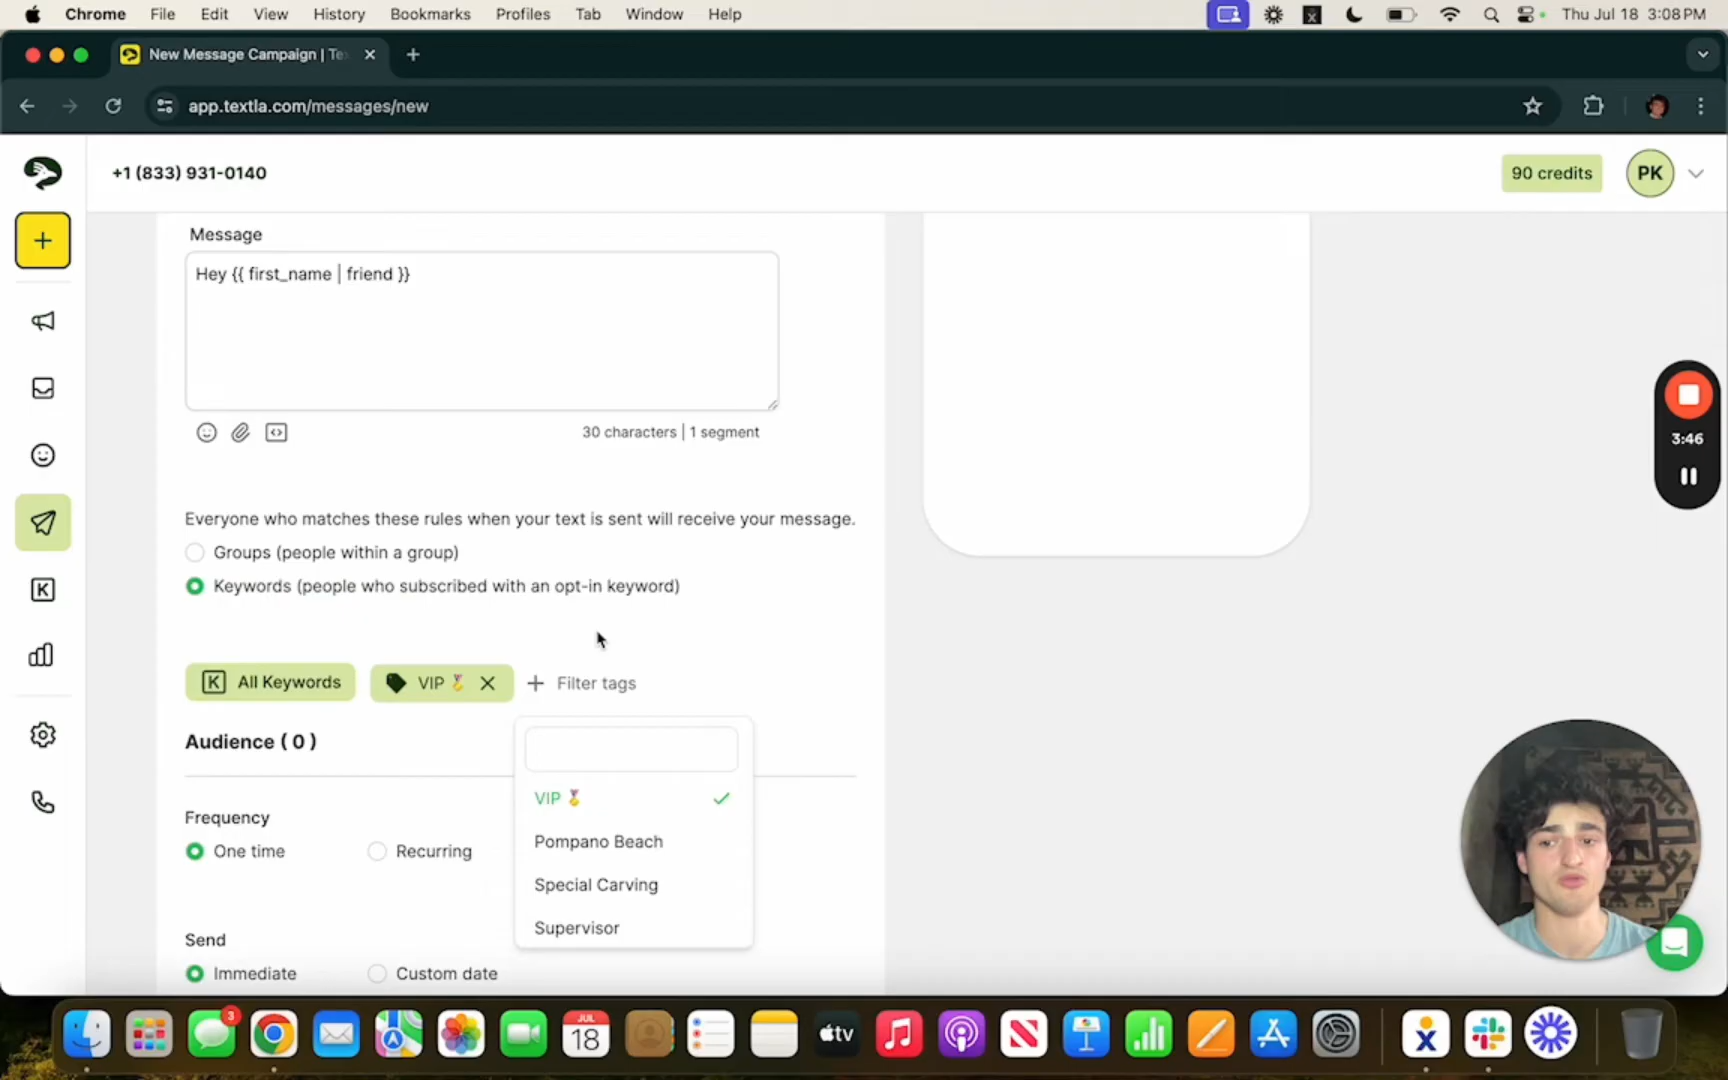 Chrome File Edit View History Bookmarks Profiles Tab Window Help Thu Jul 18 3:08 PM
New Message Campaign | Te
app.textla.com/messages/new
+1 (833) 931-0140
90 credits
PK
Message
Hey {{ first_name | friend }}
30 characters | 1 segment
3:46
Everyone who matches these rules when your text is sent will receive your message.
Groups (people within a group)
Keywords (people who subscribed with an opt-in keyword)
K All Keywords VIP 🏅 Filter tags
Audience ( 0 )
VIP 🏅
Frequency
Pompano Beach
One time Recurring
Special Carving
Supervisor
Send
Immediate Custom date
3
JUL
18
tv